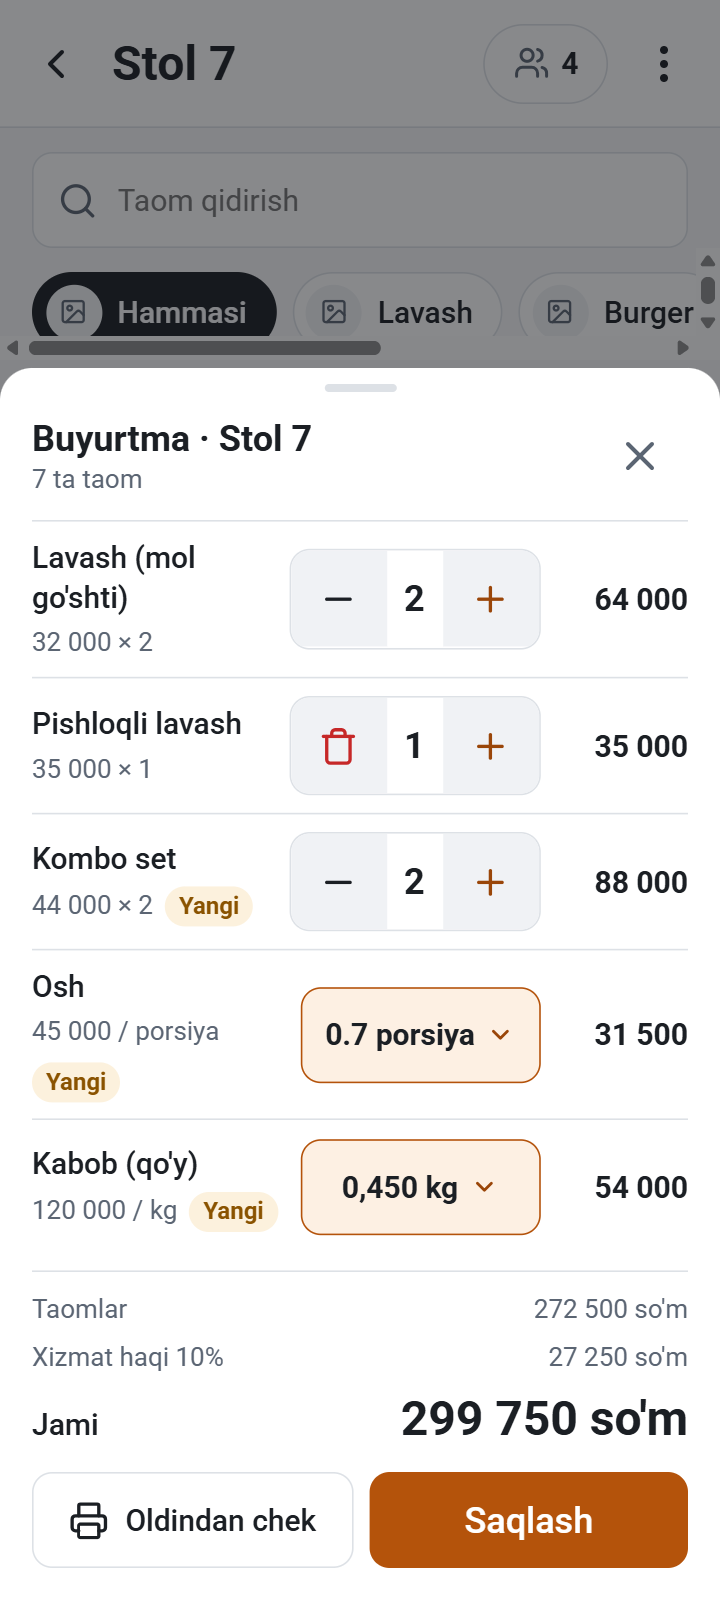 Stol 7
4
Taom qidirish
Hammasi
Lavash
Burger
Buyurtma · Stol 7
7 ta taom
Lavash (mol
go'shti)
32 000 × 2
2
64 000
Pishloqli lavash
35 000 × 1
1
35 000
Kombo set
44 000 × 2
Yangi
2
88 000
Osh
45 000 / porsiya
Yangi
0.7 porsiya
31 500
Kabob (qo'y)
120 000 / kg
Yangi
0,450 kg
54 000
Taomlar
272 500 so'm
Xizmat haqi 10%
27 250 so'm
Jami
299 750 so'm
Oldindan chek
Saqlash